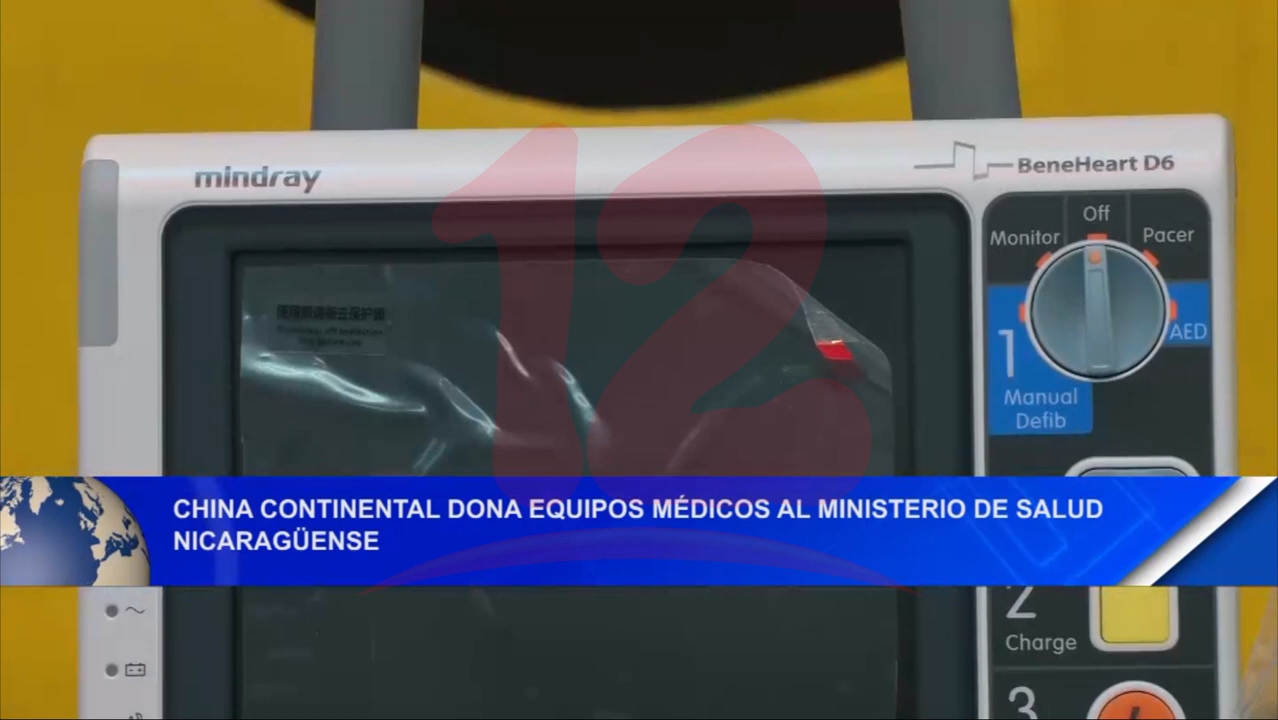 mindray
BeneHeart D6
Off
Monitor
Pacer
AED
1
Manual
Defib
12
CHINA CONTINENTAL DONA EQUIPOS MÉDICOS AL MINISTERIO DE SALUD
NICARAGÜENSE
2
Charge
3